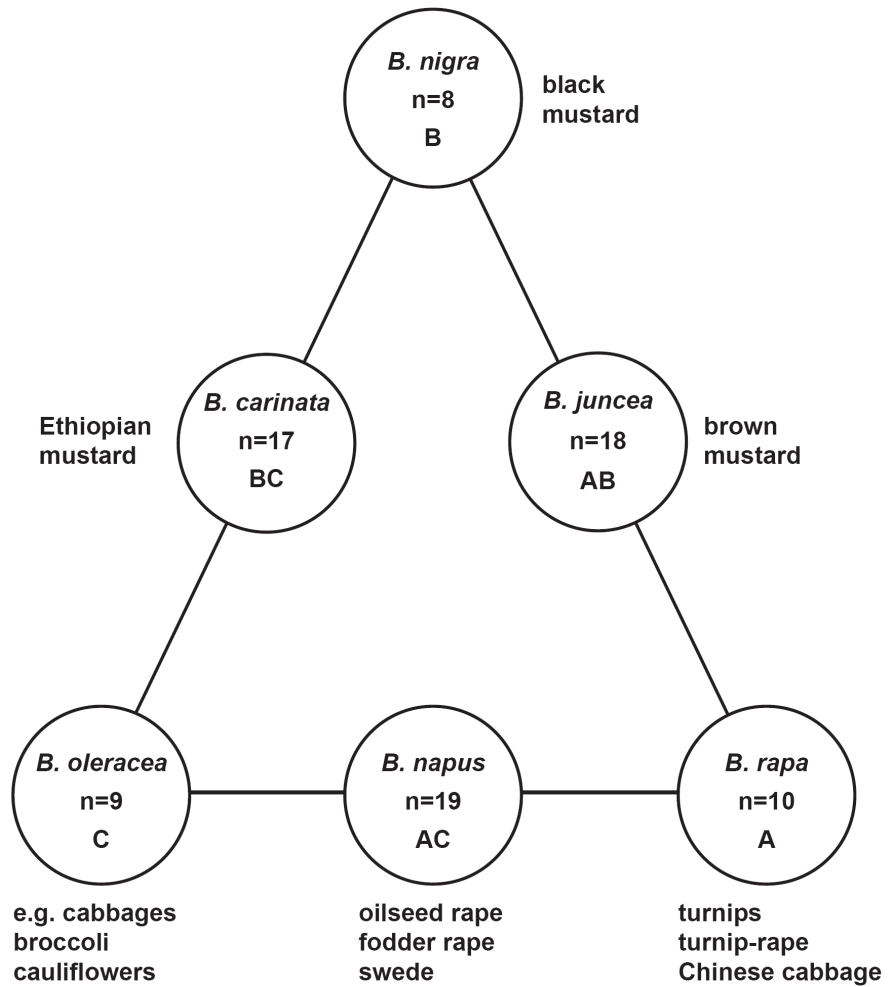 B. nigra
n=8
B
black
mustard
Ethiopian
mustard
B. carinata
n=17
BC
B. juncea
n=18
AB
brown
mustard
B. oleracea
n=9
C
e.g. cabbages
broccoli
cauliflowers
B. napus
n=19
AC
oilseed rape
fodder rape
swede
B. rapa
n=10
A
turnips
turnip-rape
Chinese cabbage